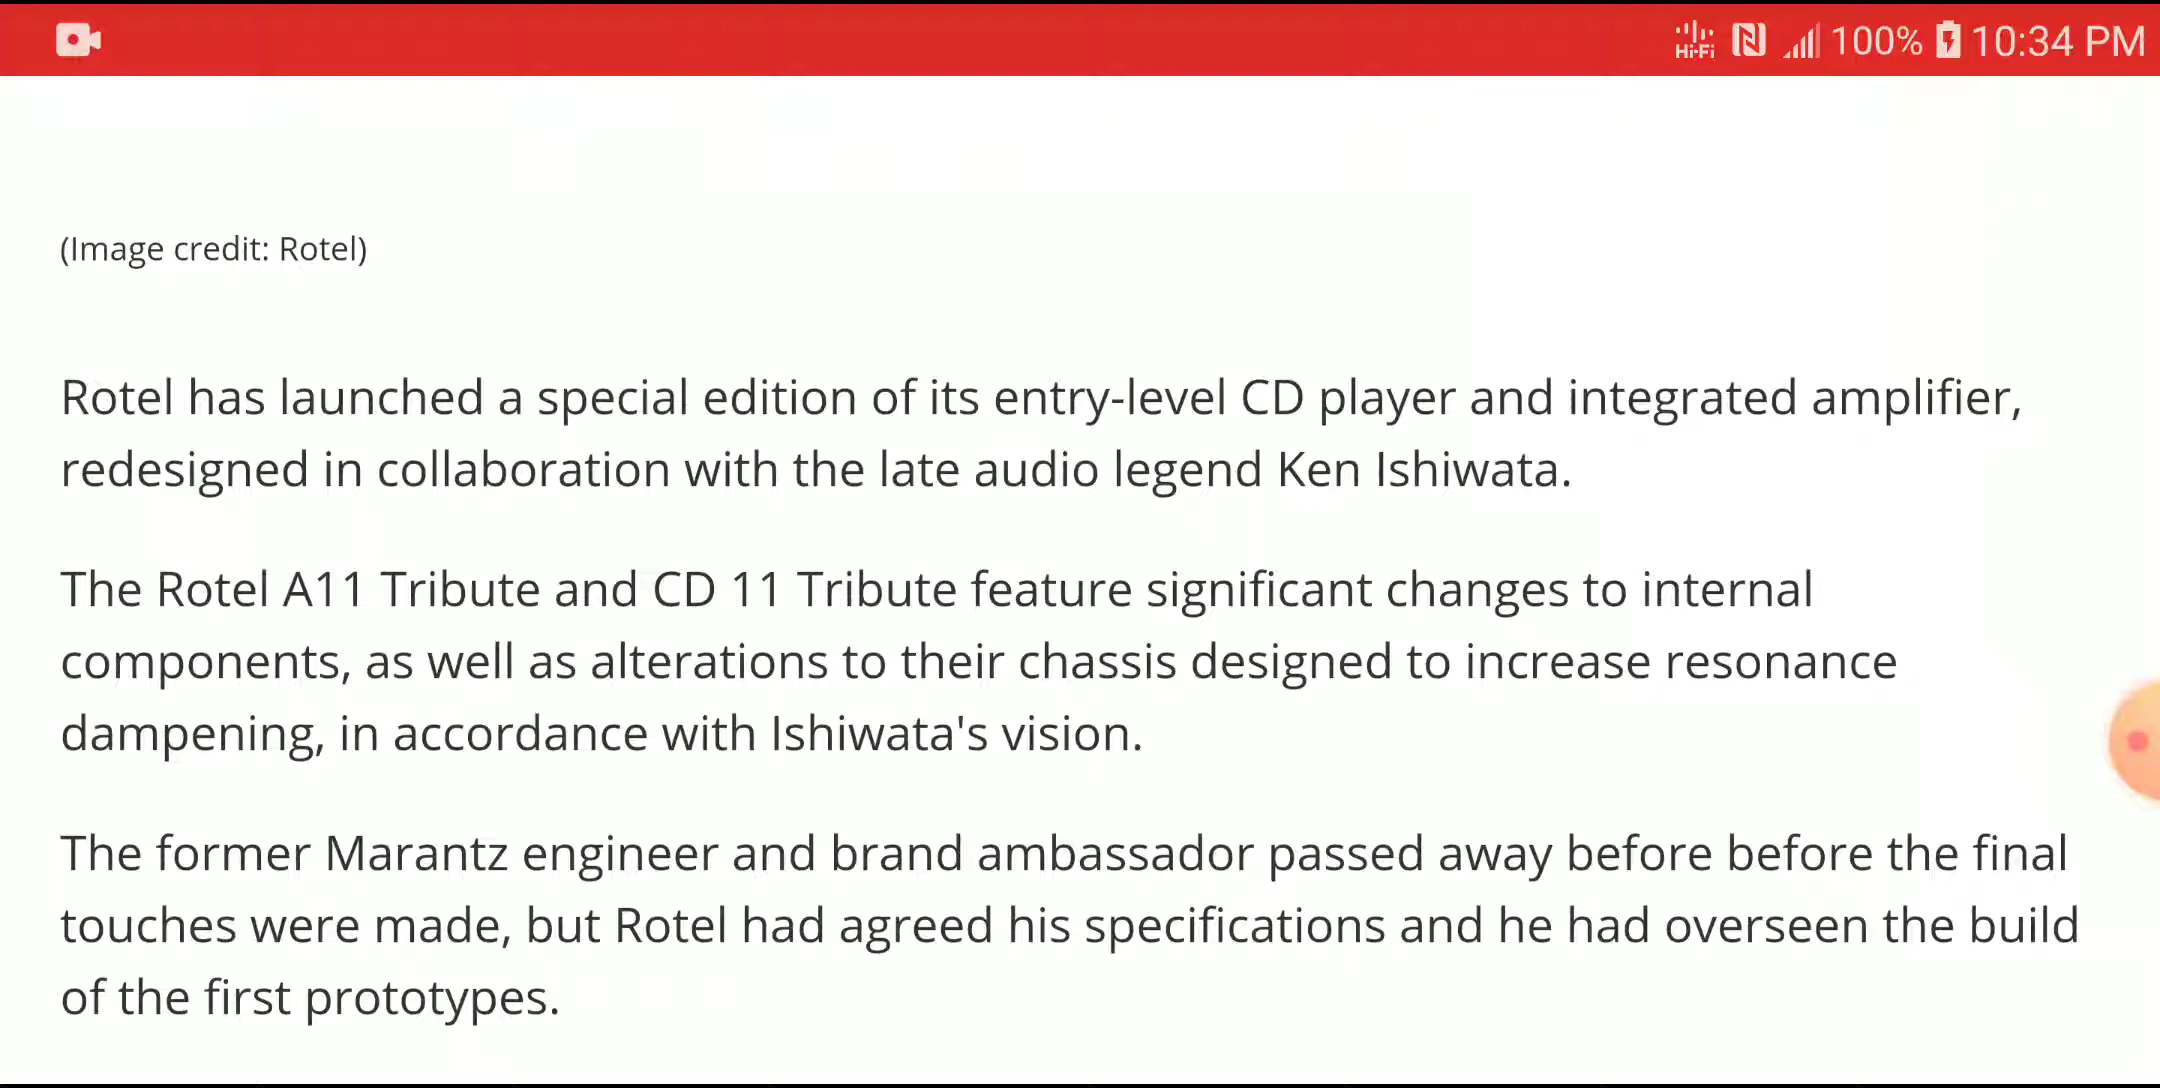 Hi-Fi 100% 10:34 PM
(Image credit: Rotel)
Rotel has launched a special edition of its entry-level CD player and integrated amplifier,
redesigned in collaboration with the late audio legend Ken Ishiwata.
The Rotel A11 Tribute and CD 11 Tribute feature significant changes to internal
components, as well as alterations to their chassis designed to increase resonance
dampening, in accordance with Ishiwata's vision.
The former Marantz engineer and brand ambassador passed away before before the final
touches were made, but Rotel had agreed his specifications and he had overseen the build
of the first prototypes.